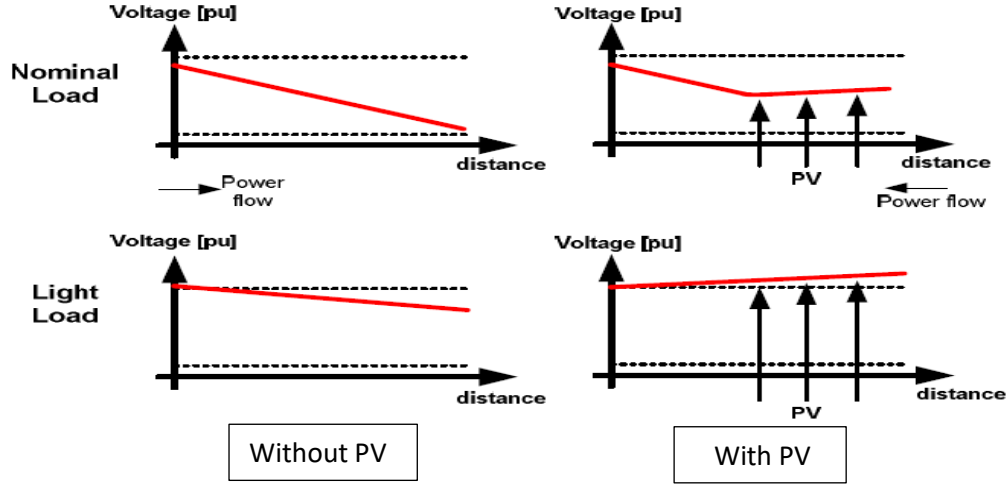 Voltage [pu]
Nominal
Load
distance
Power
flow
Voltage [pu]
distance
PV
Power flow
Voltage [pu]
Light
Load
distance
Without PV
Voltage [pu]
distance
PV
With PV